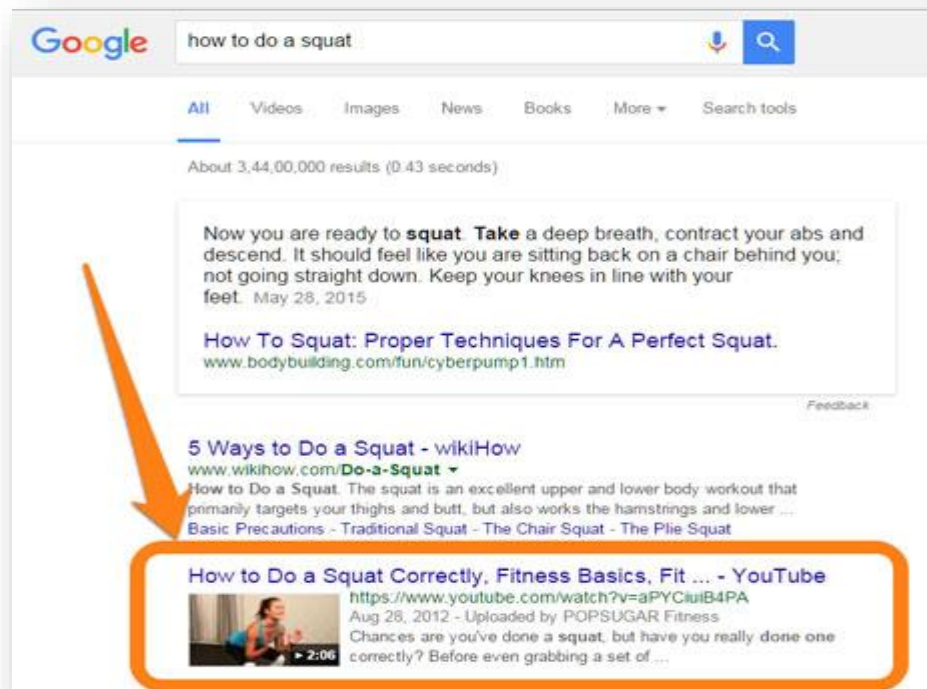 Google
how to do a squat
All Videos Images News Books More Search tools
About 3,44,00,000 results (0.43 seconds)
Now you are ready to squat. Take a deep breath, contract your abs and
descend. It should feel like you are sitting back on a chair behind you;
not going straight down. Keep your knees in line with your
feet. May 28, 2015
How To Squat: Proper Techniques For A Perfect Squat.
www.bodybuilding.com/fun/cyberpump1.htm
Feedback
5 Ways to Do a Squat - wikiHow
www.wikihow.com/Do-a-Squat
How to Do a Squat. The squat is an excellent upper and lower body workout that
primarily targets your thighs and butt, but also works the hamstrings and lower ...
Basic Precautions - Traditional Squat - The Chair Squat - The Plie Squat
How to Do a Squat Correctly, Fitness Basics, Fit ... - YouTube
https://www.youtube.com/watch?v=aPYCiuiB4PA
Aug 28, 2012 - Uploaded by POPSUGAR Fitness
Chances are you've done a squat, but have you really done one
2:06
correctly? Before even grabbing a set of ...